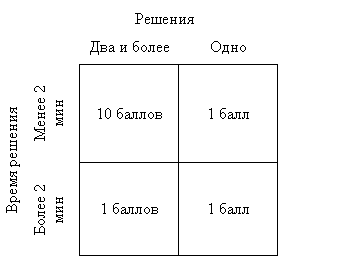 Решения
Два и более
Одно
Время решения
Менее 2
мин
10 баллов
1 балл
Более 2
мин
1 баллов
1 балл